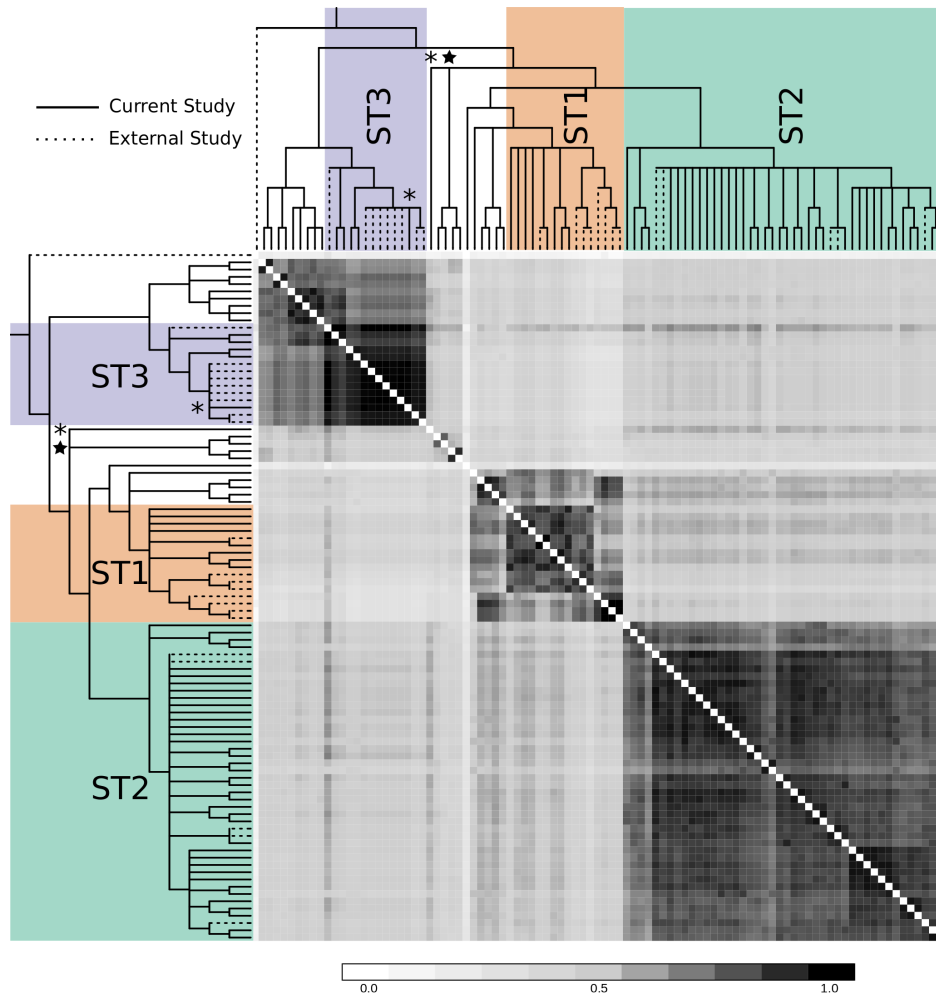 Current Study
External Study
* ★
ST3
ST1
ST2
*
ST3
*
*
★
ST1
ST2
0.0 0.5 1.0